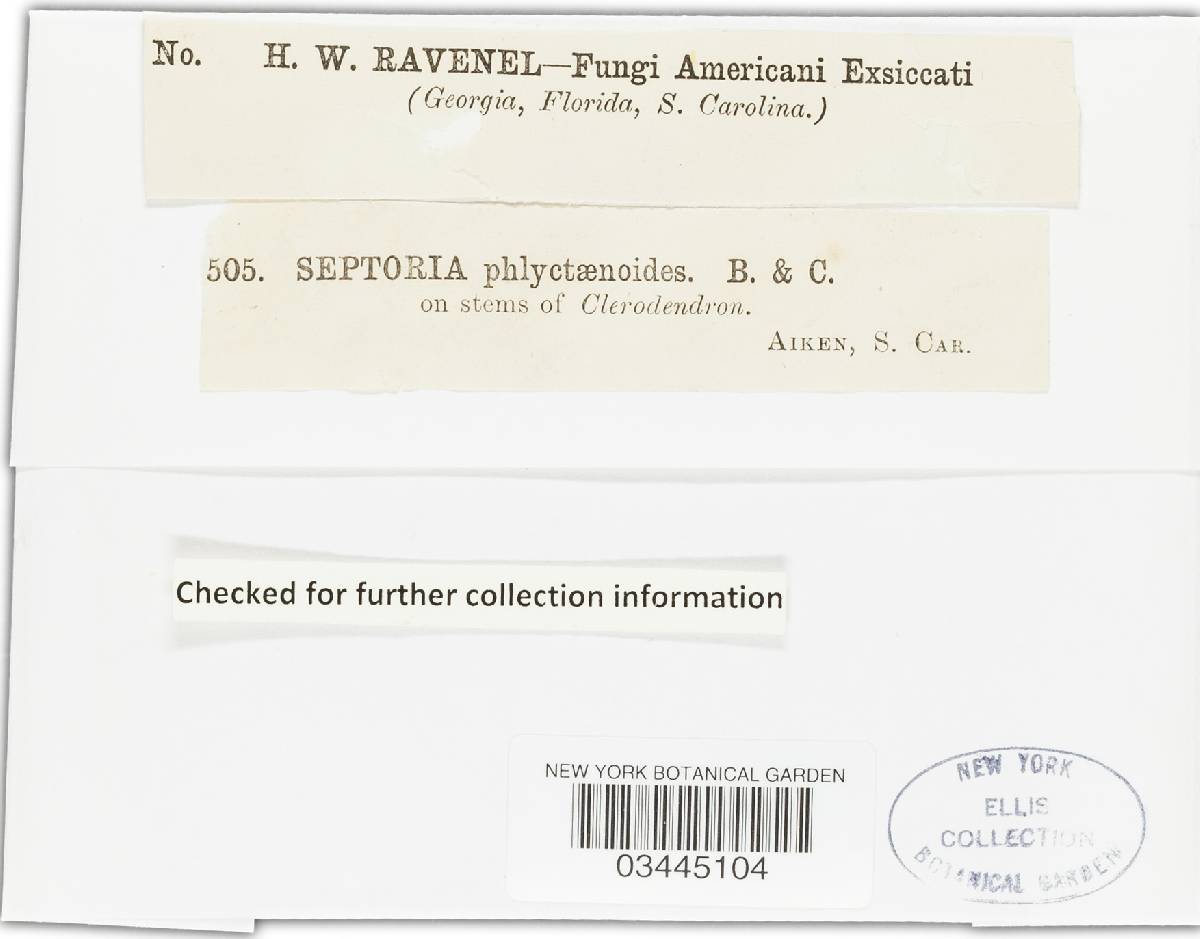 No. H. W. RAVENEL—Fungi Americani Exsiccati
(Georgia, Florida, S. Carolina.)
505. SEPTORIA phlyctænoides. B. & C.
on stems of Clerodendron.
AIKEN, S. CAR.
Checked for further collection information
NEW YORK BOTANICAL GARDEN
03445104
NEW YORK
ELLIS
COLLECTION
BOTANICAL GARDEN